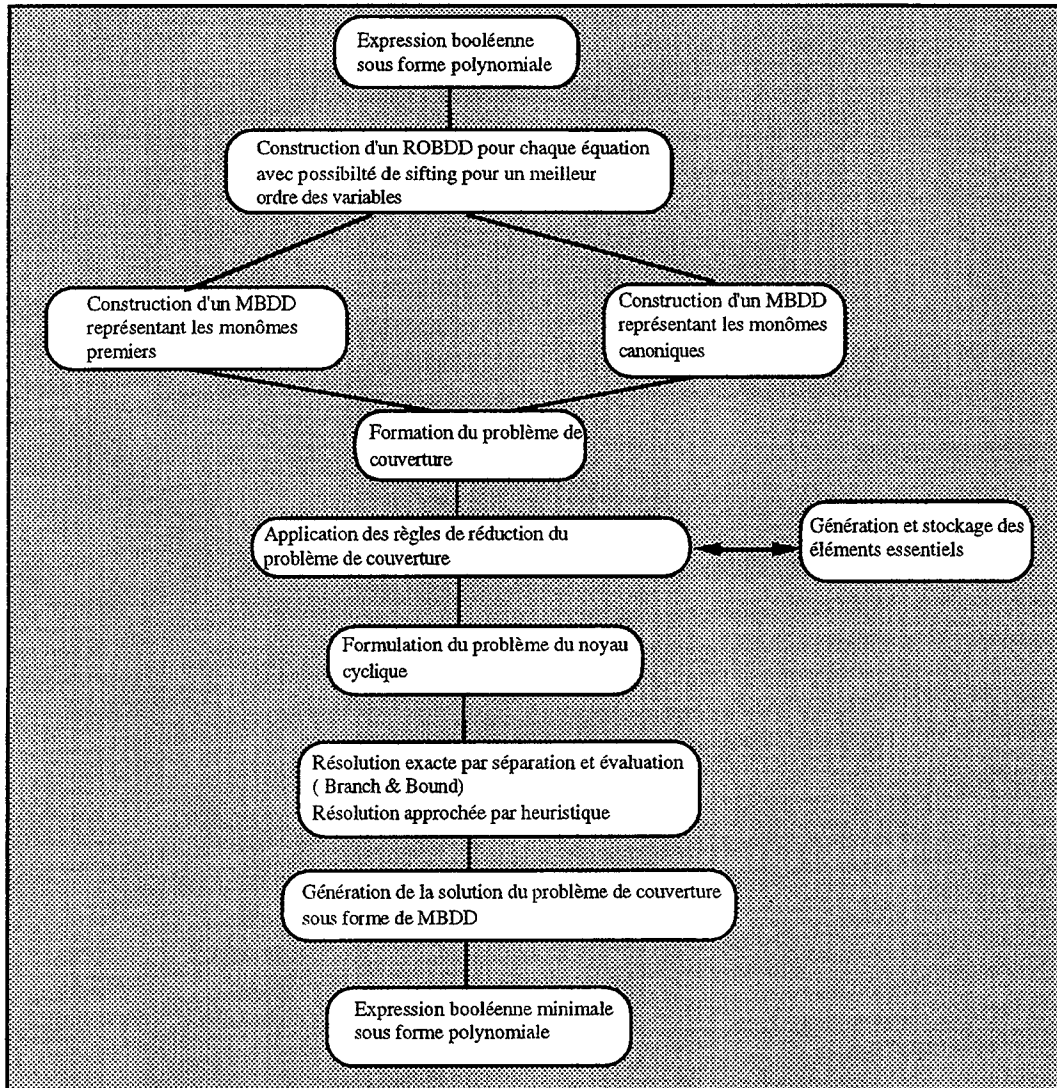 Expression booléenne
sous forme polynomiale
Construction d'un ROBDD pour chaque équation
avec possibilté de sifting pour un meilleur
ordre des variables
Construction d'un MBDD
représentant les monômes
premiers
Construction d'un MBDD
représentant les monômes
canoniques
Formation du problème de
couverture
Application des règles de réduction du
problème de couverture
Génération et stockage des
éléments essentiels
Formulation du problème du noyau
cyclique
Résolution exacte par séparation et évaluation
( Branch & Bound)
Résolution approchée par heuristique
Génération de la solution du problème de couverture
sous forme de MBDD
Expression booléenne minimale
sous forme polynomiale